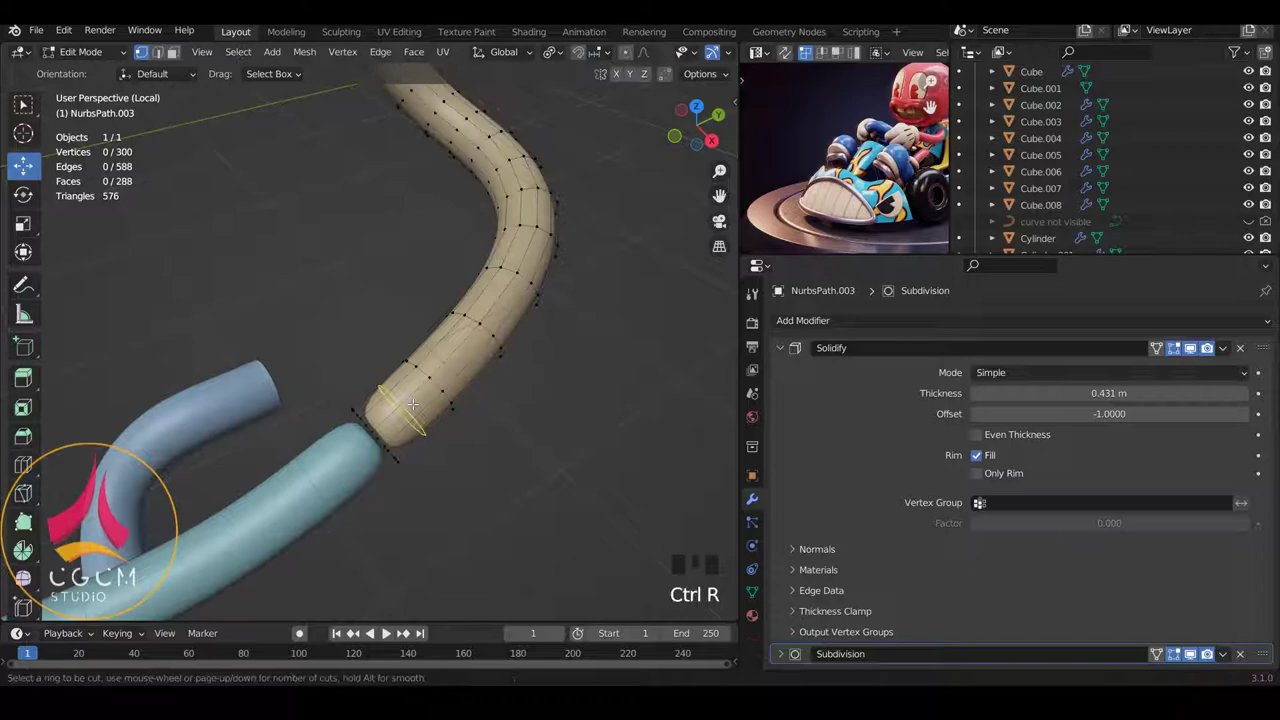 File Edit Render Window Help Layout Modeling Sculpting UV Editing Texture Paint Shading Animation Rendering Compositing Geometry Nodes Scripting Scene ViewLayer
Edit Mode View Select Add Mesh Vertex Edge Face UV Global View
Orientation: Default Drag: Select Box X Y Z Options
User Perspective (Local)
(1) NurbsPath.003
Objects 1 / 1
Vertices 0 / 300
Edges 0 / 588
Faces 0 / 288
Triangles 576
Z
Y
X
Cube
Cube.001
Cube.002
Cube.003
Cube.004
Cube.005
Cube.006
Cube.007
Cube.008
curve not visible
Cylinder
NurbsPath.003 > Subdivision
Add Modifier
Solidify
Mode Simple
Thickness 0.431 m
Offset -1.0000
Even Thickness
Rim Fill
Only Rim
Vertex Group
Factor 0.000
Normals
Materials
Edge Data
Thickness Clamp
Output Vertex Groups
Subdivision
CGCM
STUDIO
Ctrl R
Playback Keying View Marker 1 Start 1 End 250
1 20 40 60 80 100 120 140 160 180 200 220 240
Select a ring to be cut, use mouse-wheel or page-up/down for number of cuts, hold Alt for smooth. 3.1.0